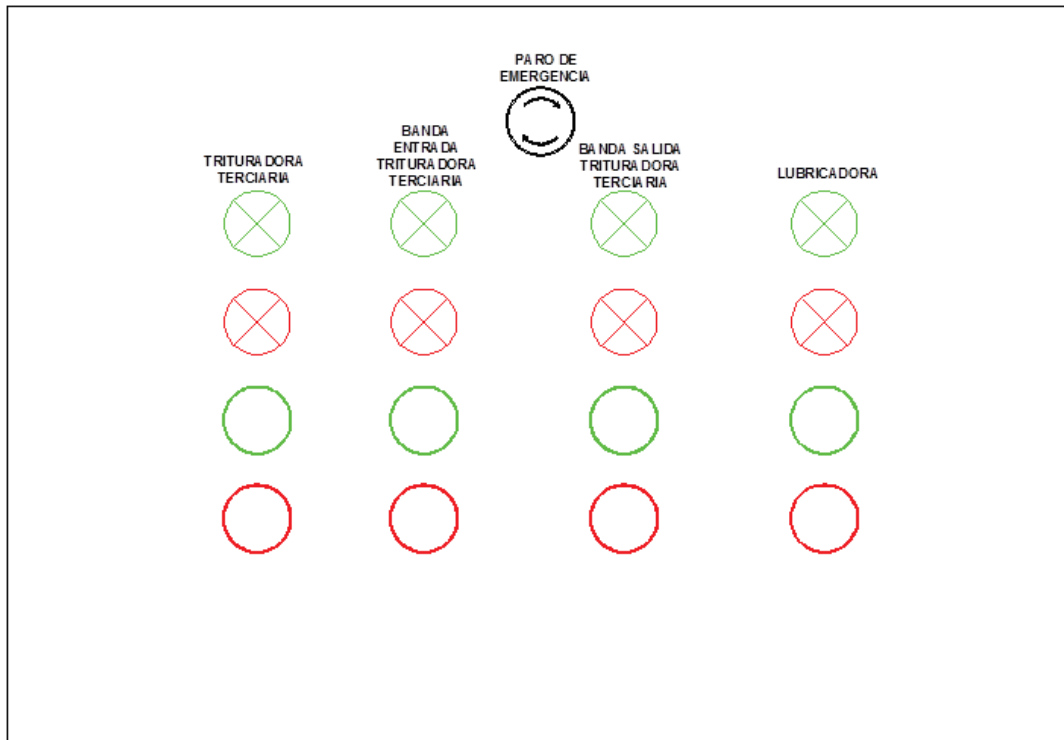 PARO DE
EMERGENCIA
TRITURADORA
TERCIARIA
BANDA
ENTRADA
TRITURADORA
TERCIARIA
BANDA SALIDA
TRITURADORA
TERCIARIA
LUBRICADORA